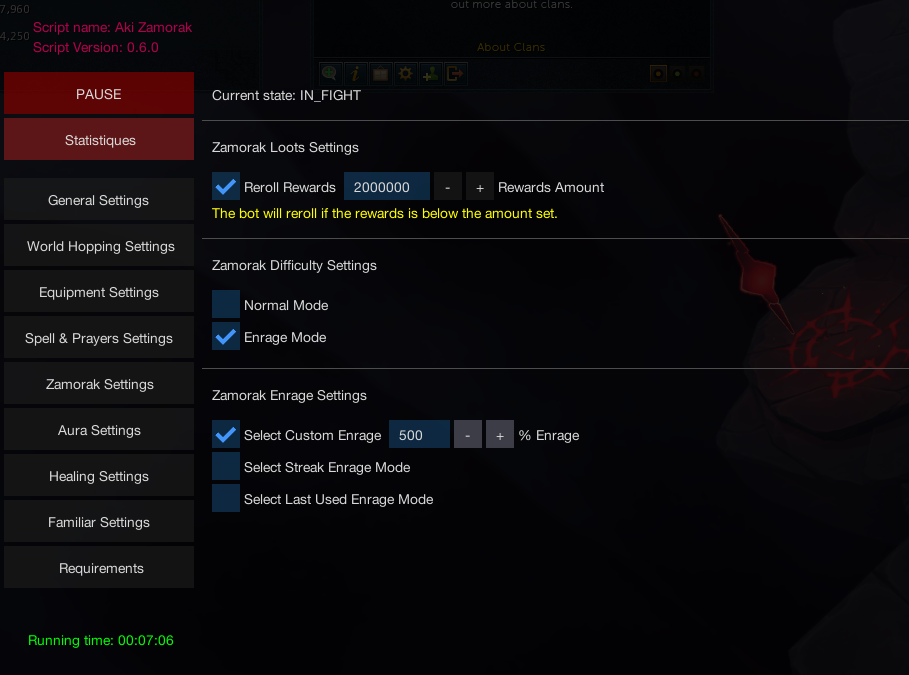 out more about clans.
7,960
Script name: Aki Zamorak
4,250
Script Version: 0.6.0
About Clans
PAUSE
Current state: IN_FIGHT
Statistiques
Zamorak Loots Settings
Reroll Rewards 2000000 - + Rewards Amount
General Settings
The bot will reroll if the rewards is below the amount set.
World Hopping Settings
Zamorak Difficulty Settings
Equipment Settings
Normal Mode
Spell & Prayers Settings
Enrage Mode
Zamorak Settings
Zamorak Enrage Settings
Aura Settings
Select Custom Enrage 500 - + % Enrage
Healing Settings
Select Streak Enrage Mode
Familiar Settings
Select Last Used Enrage Mode
Requirements
Running time: 00:07:06